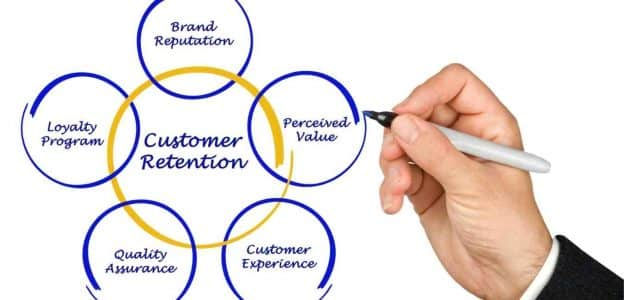 Brand
Reputation
Loyalty
Program
Perceived
Value
Customer
Retention
Quality
Assurance
Customer
Experience